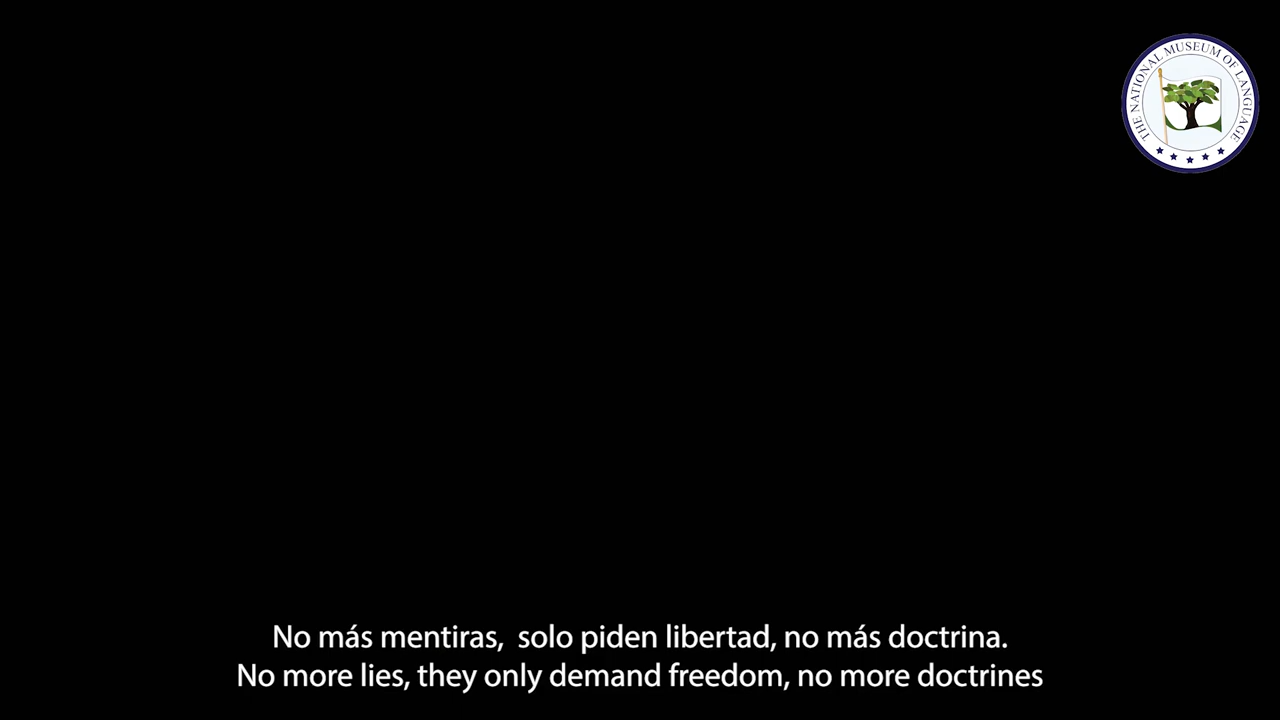 THE NATIONAL MUSEUM OF LANGUAGE
No más mentiras,  solo piden libertad, no más doctrina.
No more lies, they only demand freedom, no more doctrines